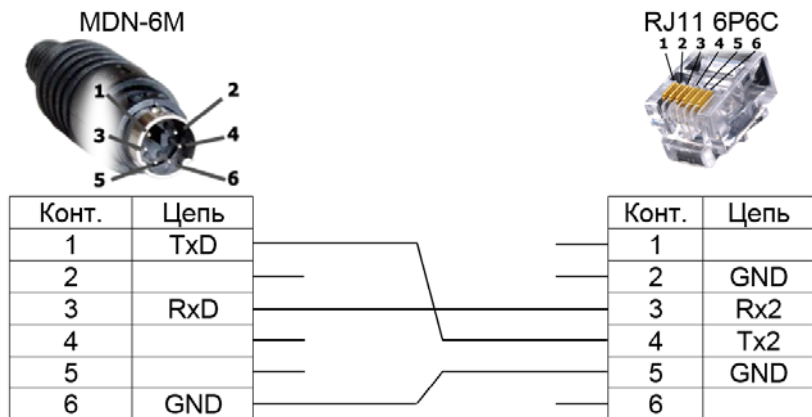 MDN-6M
RJ11 6P6C
1 2 3 4 5 6
1 2
3 4
5 6
Конт. Цепь
1 TxD
2
3 RxD
4
5
6 GND
Конт. Цепь
1
2 GND
3 Rx2
4 Tx2
5 GND
6